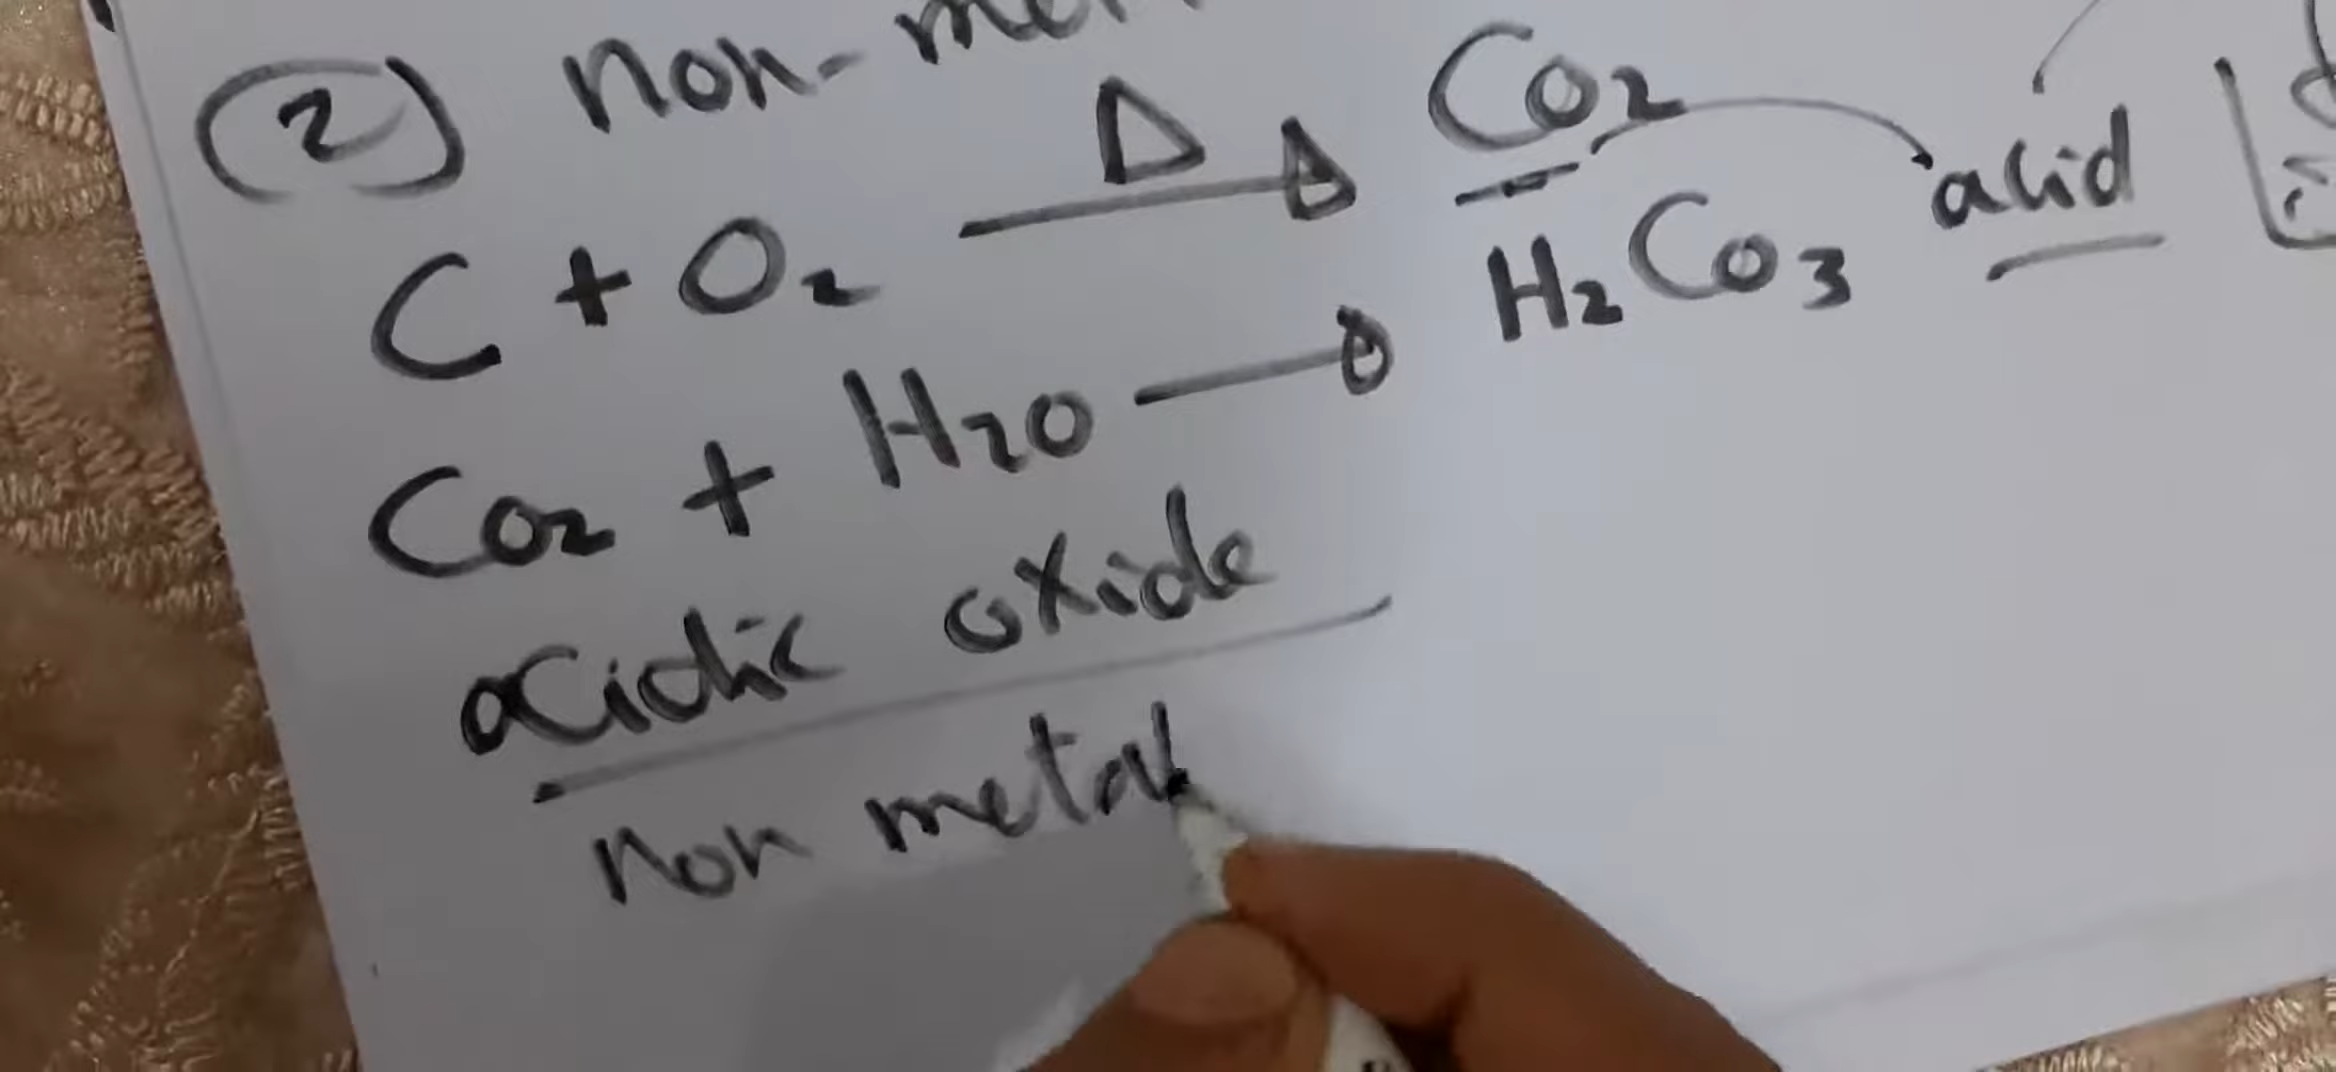 (2) non-
C + O₂ —Δ→ Co₂
Co₂ + H₂o → H₂Co₃ acid
acidic oxide
non metal